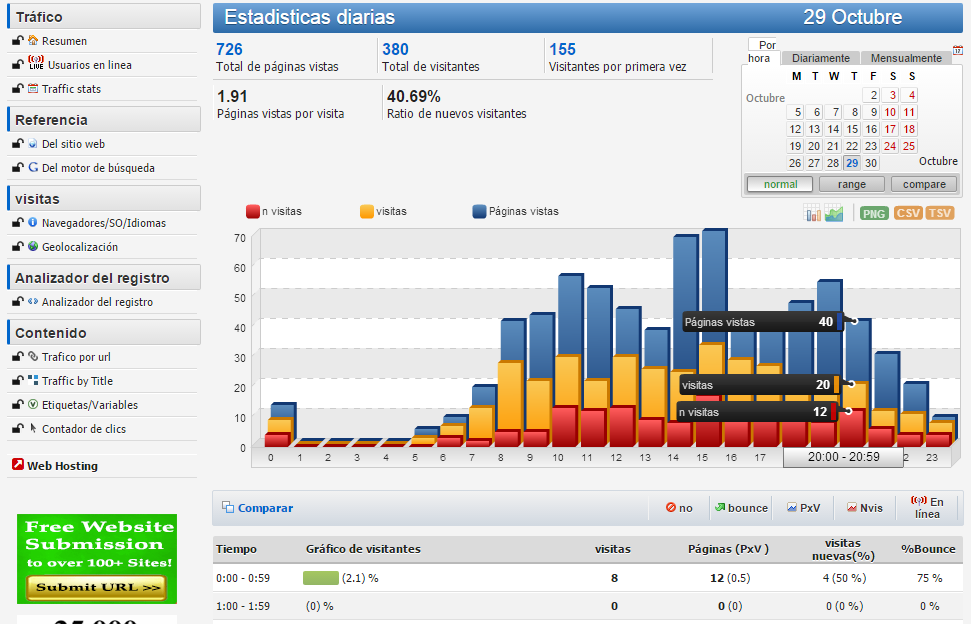 Tráfico
Resumen
LIVE Usuarios en linea
Traffic stats
Referencia
Del sitio web
G Del motor de búsqueda
visitas
Navegadores/SO/Idiomas
Geolocalización
Analizador del registro
Analizador del registro
Contenido
Trafico por url
Traffic by Title
Etiquetas/Variables
Contador de clics
Web Hosting
Free Website
Submission
to over 100+ Sites!
Submit URL >>
Estadisticas diarias 29 Octubre
726 380 155
Total de páginas vistas Total de visitantes Visitantes por primera vez
1.91 40.69%
Páginas vistas por visita Ratio de nuevos visitantes
Por hora Diariamente Mensualmente
M T W T F S S
Octubre 2 3 4
5 6 7 8 9 10 11
12 13 14 15 16 17 18
19 20 21 22 23 24 25
26 27 28 29 30 Octubre
normal range compare
n visitas visitas Páginas vistas
PNG CSV TSV
70
60
50
40
30
20
10
0
Páginas vistas 40
visitas 20
n visitas 12
0 1 2 3 4 5 6 7 8 9 10 11 12 13 14 15 16 17 20:00 - 20:59 2 23
Comparar no bounce PxV Nvis En línea
Tiempo Gráfico de visitantes visitas Páginas (PxV ) visitas nuevas(%) %Bounce
0:00 - 0:59 (2.1) % 8 12 (0.5) 4 (50 %) 75 %
1:00 - 1:59 (0) % 0 0 (0) 0 (0 %) 0 %